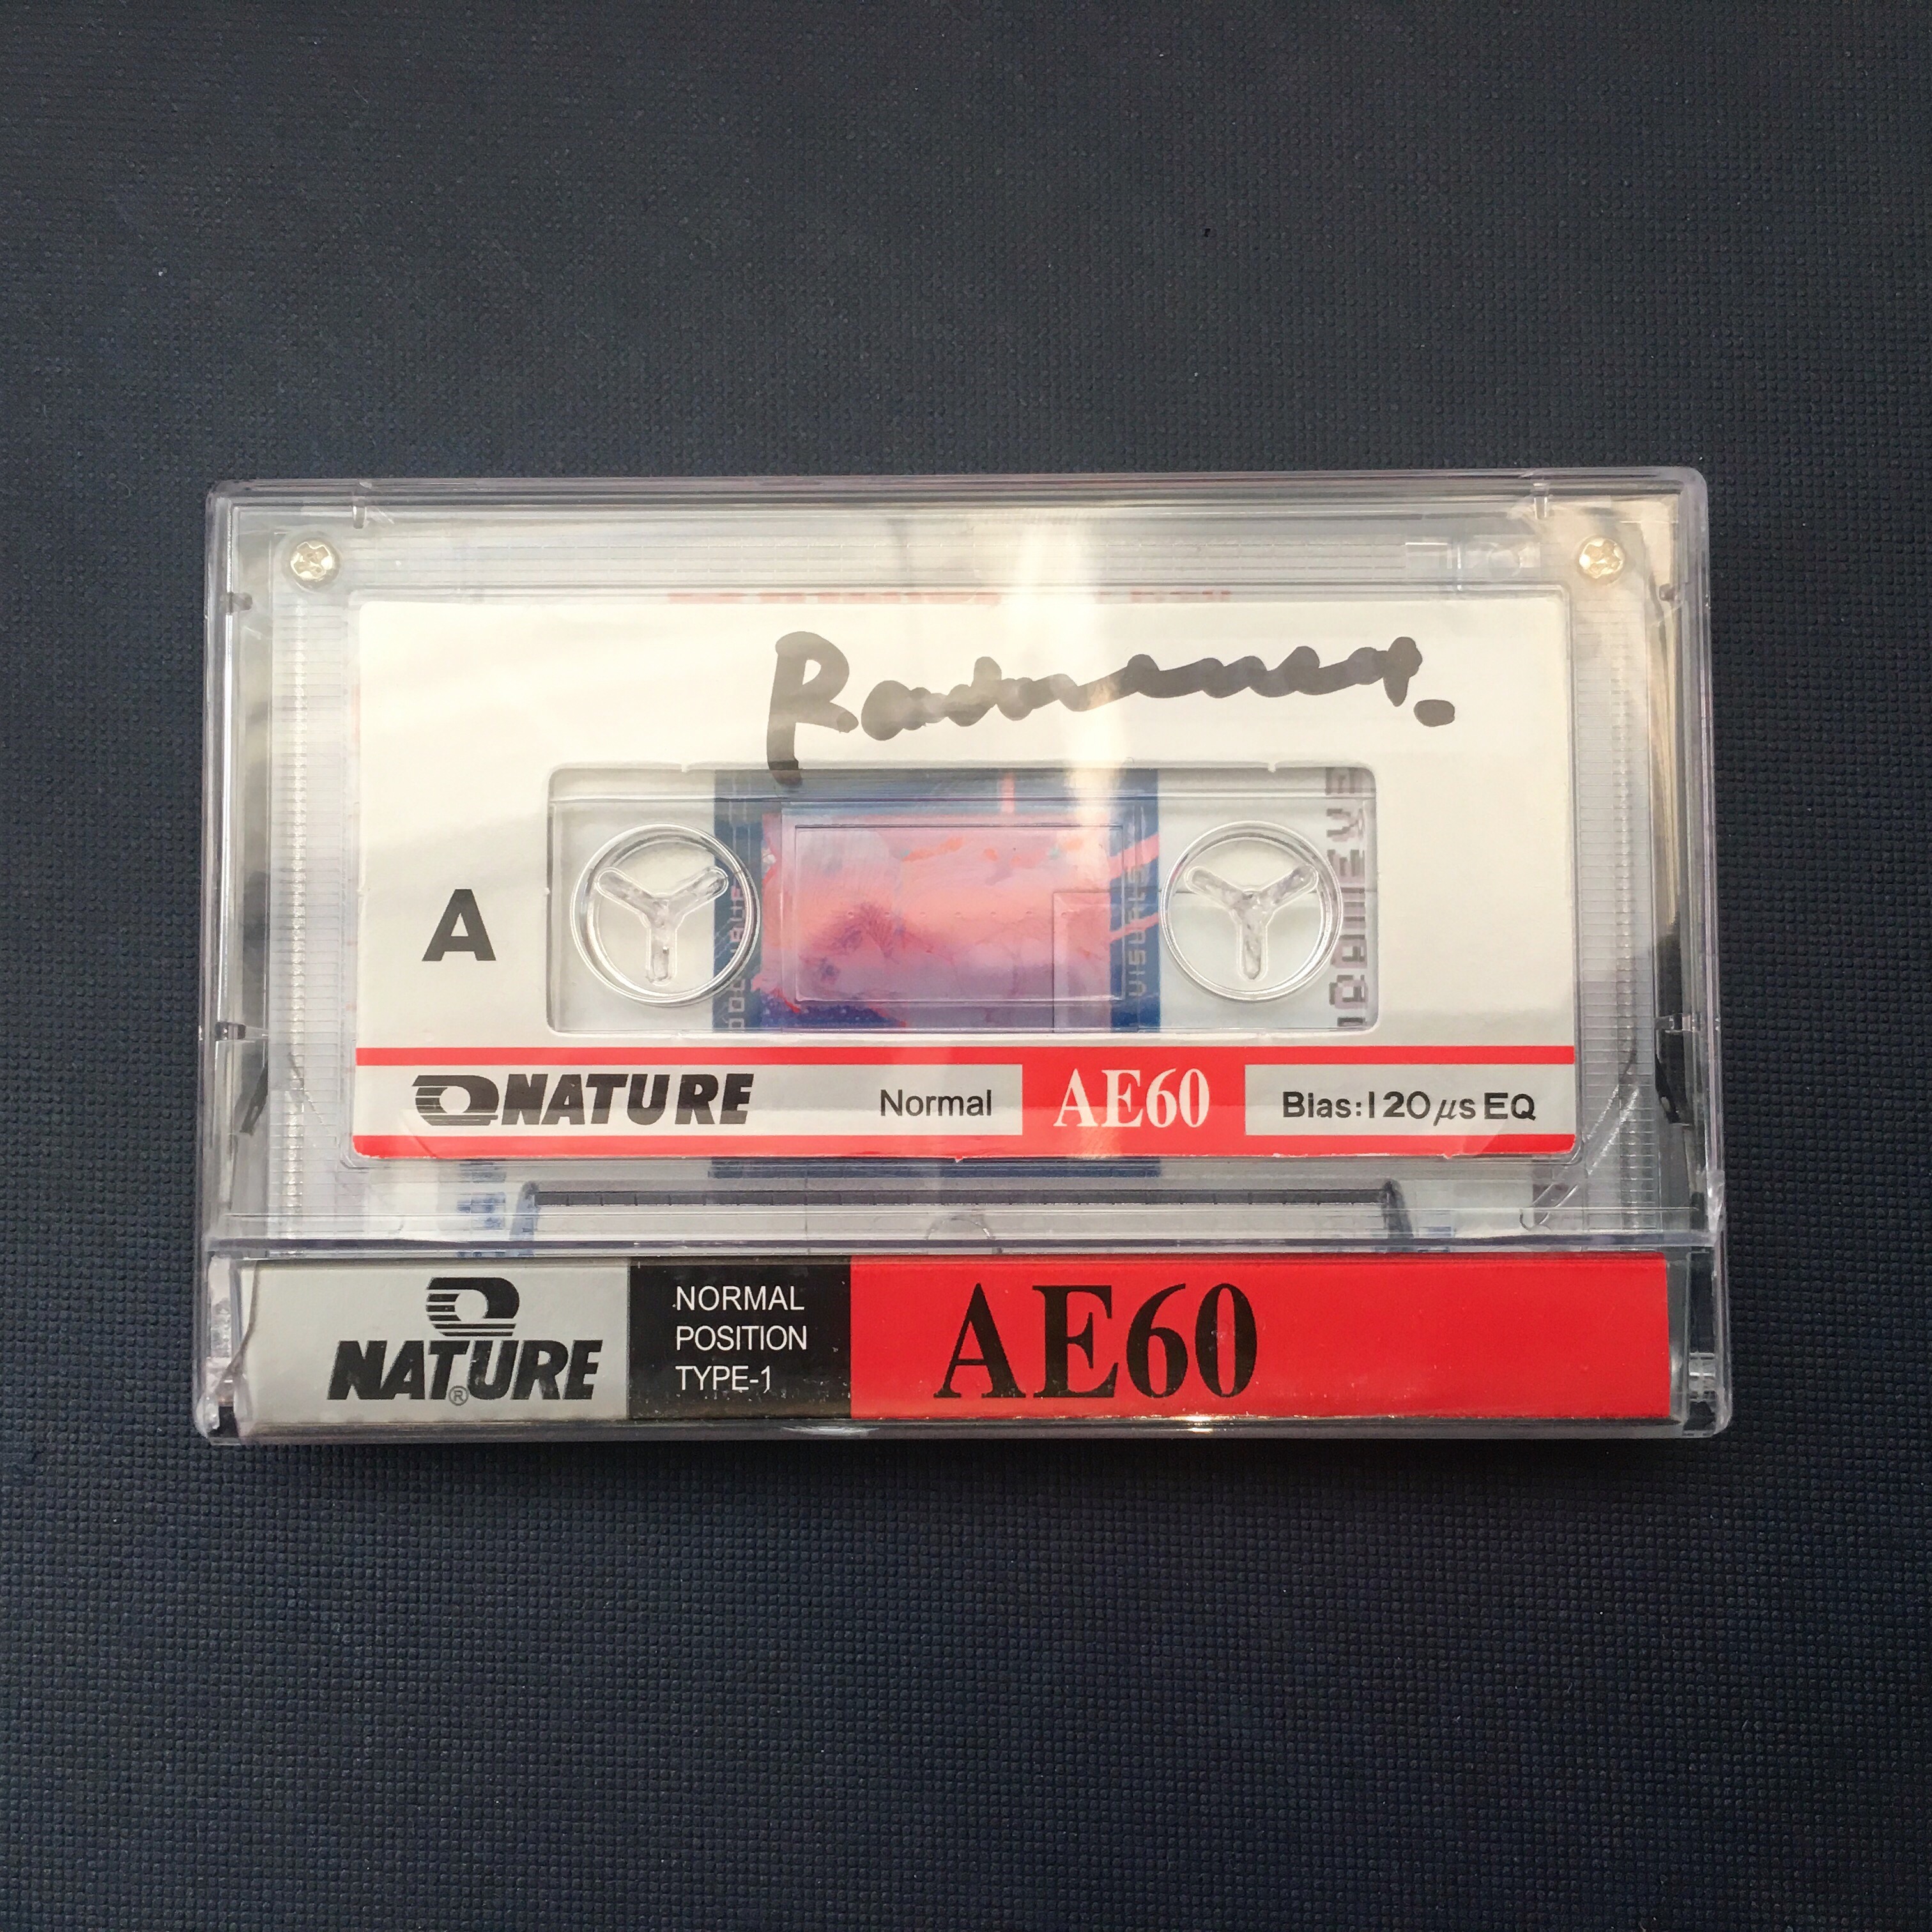 A
NATURE Normal AE60 Bias:120μs EQ
NATURE®
NORMAL
POSITION
TYPE-1
AE60